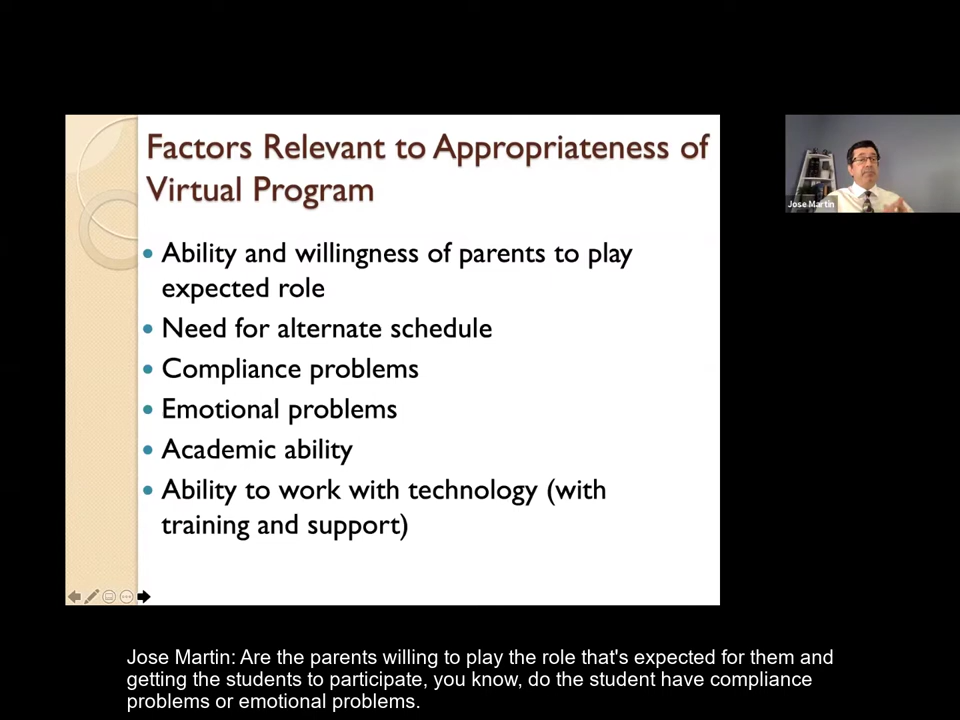 Factors Relevant to Appropriateness of
Virtual Program
• Ability and willingness of parents to play
expected role
• Need for alternate schedule
• Compliance problems
• Emotional problems
• Academic ability
• Ability to work with technology (with
training and support)
Jose Martin
Jose Martin: Are the parents willing to play the role that's expected for them and
getting the students to participate, you know, do the student have compliance
problems or emotional problems.